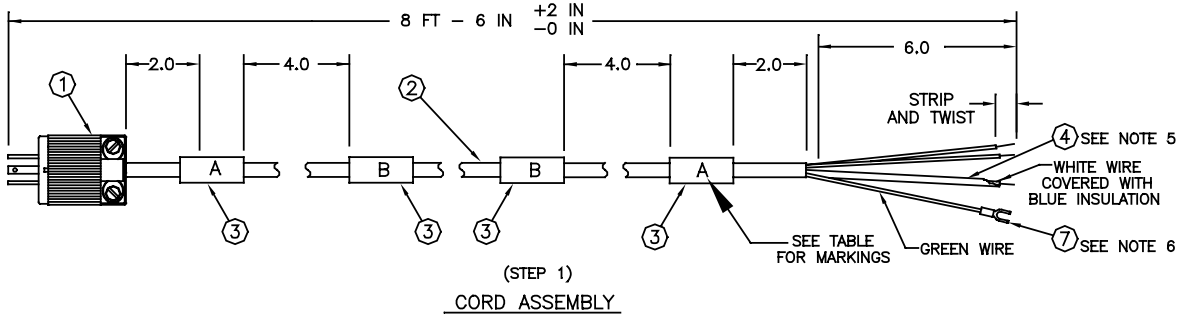 8 FT - 6 IN +2 IN
-0 IN
6.0
2.0
4.0
4.0
2.0
1
2
STRIP
AND TWIST
4 SEE NOTE 5
A
B
B
A
WHITE WIRE
COVERED WITH
BLUE INSULATION
3
3
3
3
SEE TABLE
FOR MARKINGS
GREEN WIRE
7 SEE NOTE 6
(STEP 1)
CORD ASSEMBLY